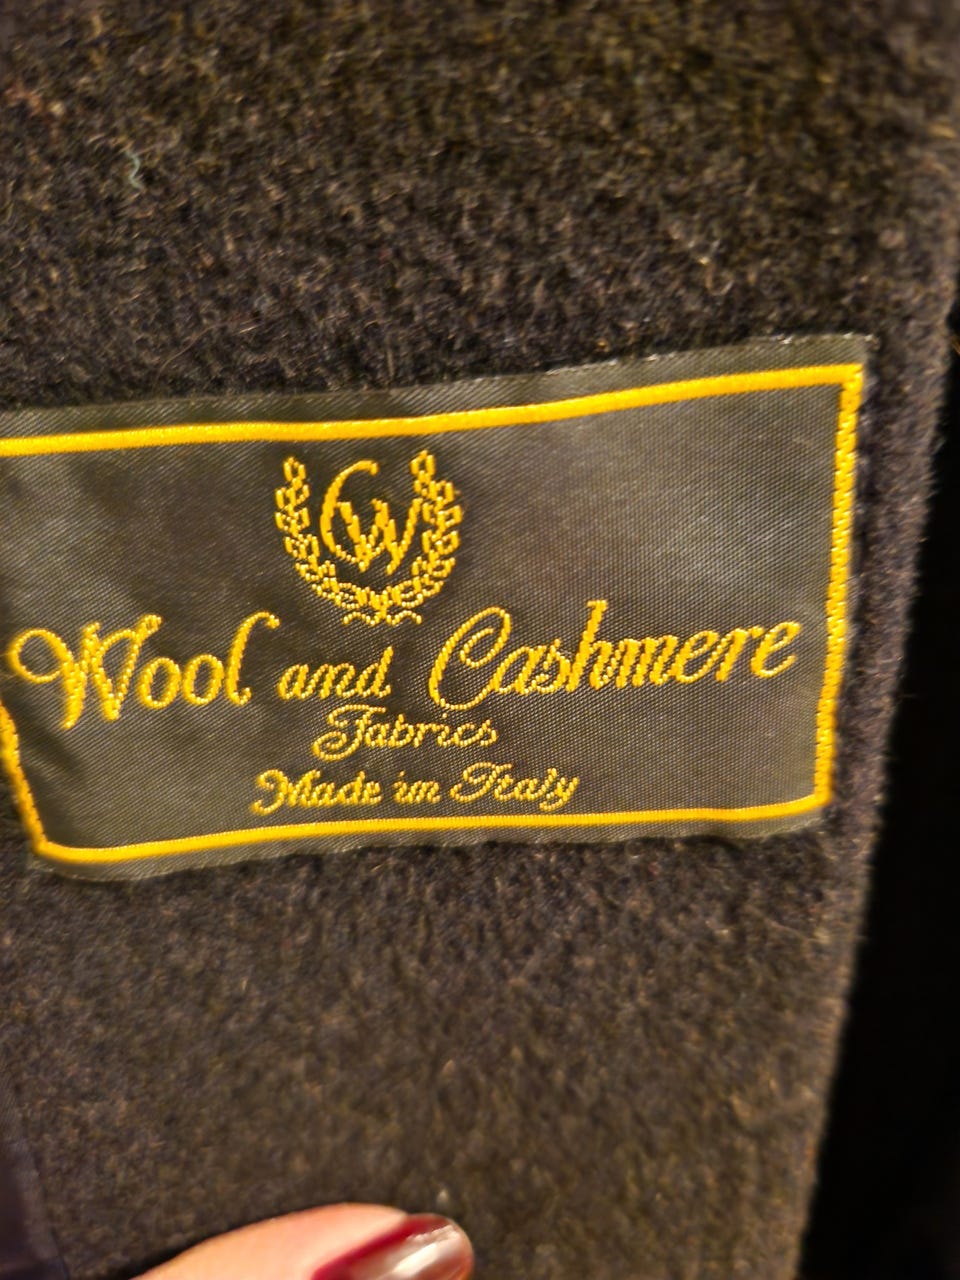 CW
Wool and Cashmere
Fabrics
Made in Italy